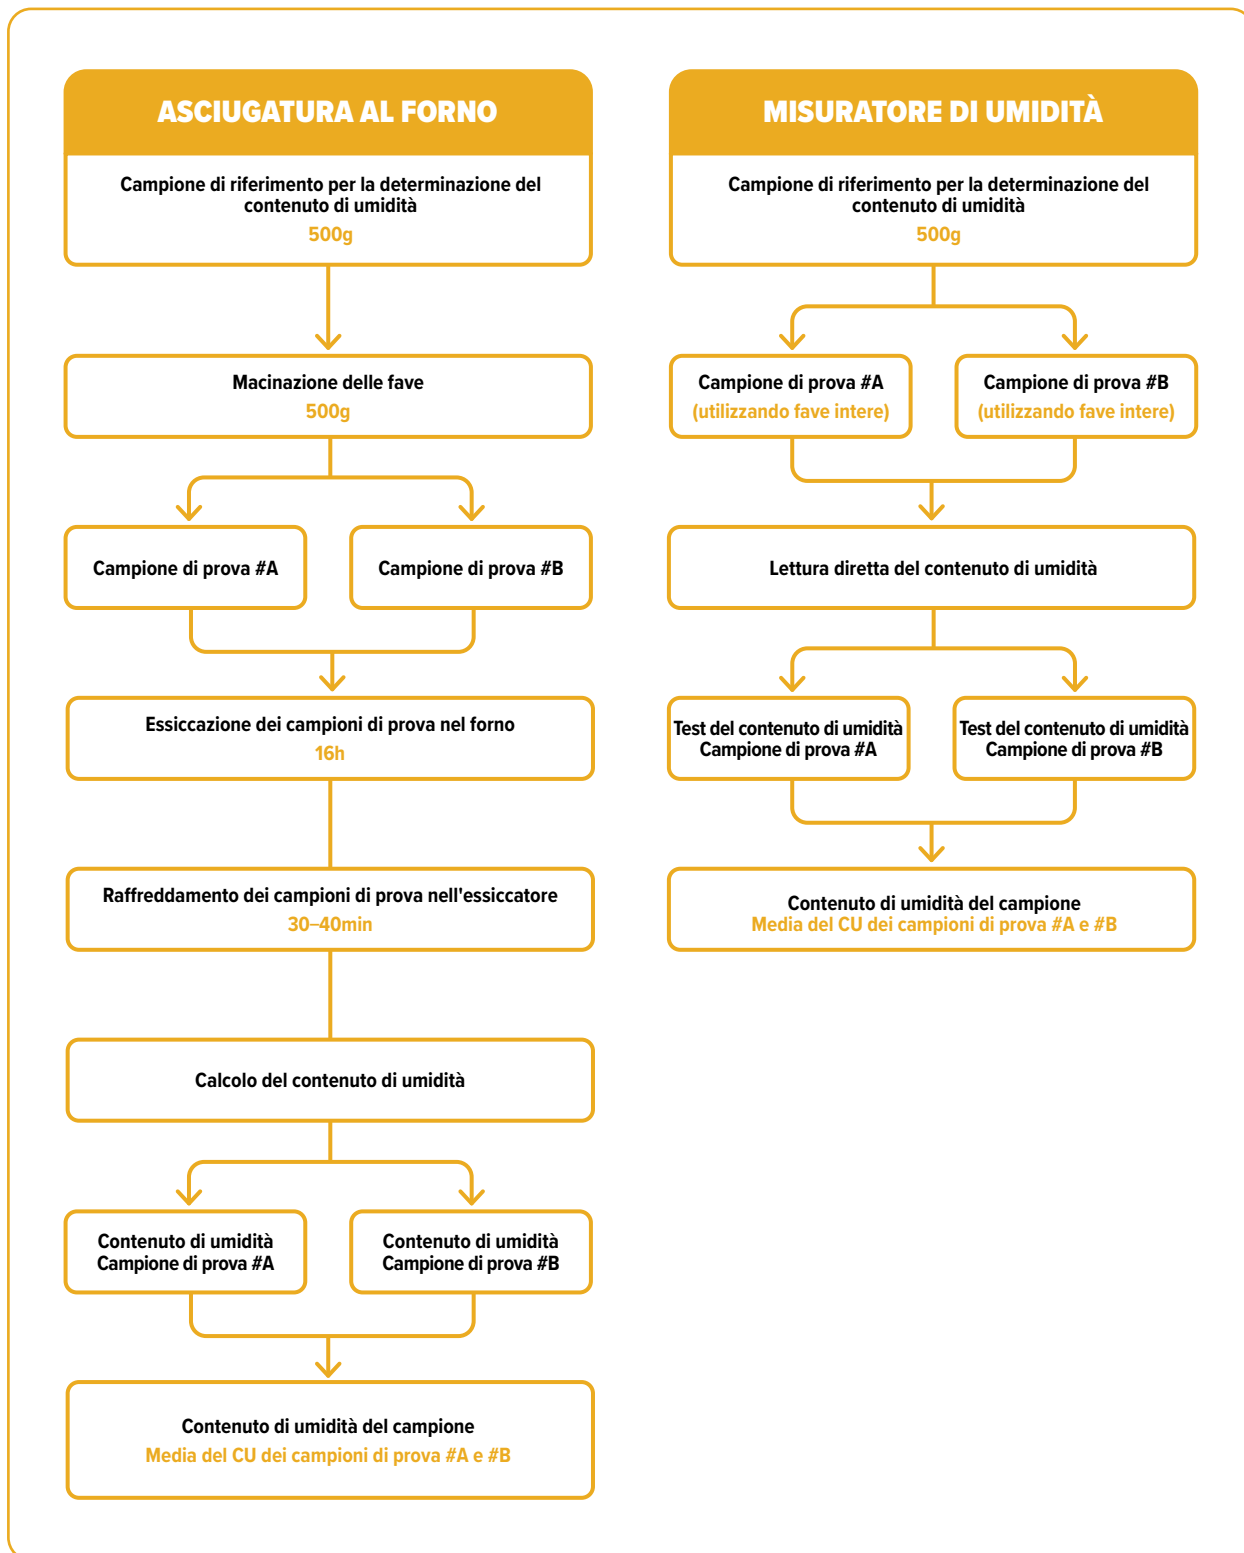 ASCIUGATURA AL FORNO
Campione di riferimento per la determinazione del
contenuto di umidità
500g
Macinazione delle fave
500g
Campione di prova #A
Campione di prova #B
Essiccazione dei campioni di prova nel forno
16h
Raffreddamento dei campioni di prova nell'essiccatore
30–40min
Calcolo del contenuto di umidità
Contenuto di umidità
Campione di prova #A
Contenuto di umidità
Campione di prova #B
Contenuto di umidità del campione
Media del CU dei campioni di prova #A e #B
MISURATORE DI UMIDITÀ
Campione di riferimento per la determinazione del
contenuto di umidità
500g
Campione di prova #A
(utilizzando fave intere)
Campione di prova #B
(utilizzando fave intere)
Lettura diretta del contenuto di umidità
Test del contenuto di umidità
Campione di prova #A
Test del contenuto di umidità
Campione di prova #B
Contenuto di umidità del campione
Media del CU dei campioni di prova #A e #B